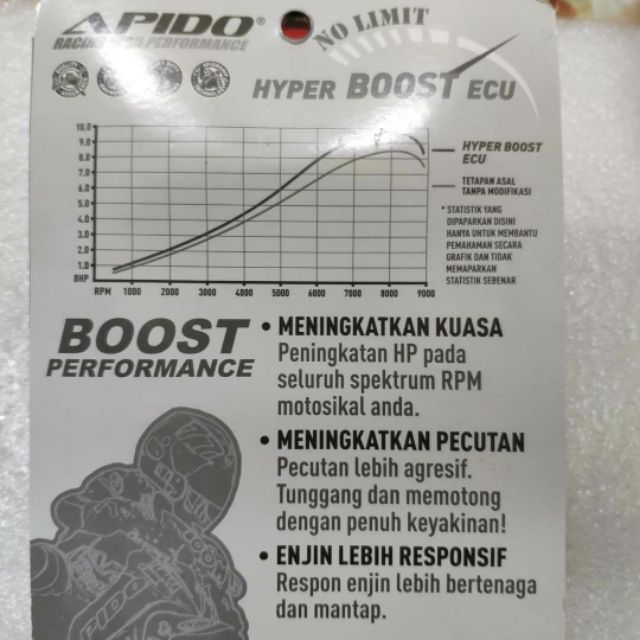 APIDO®
RACING PERFORMANCE
NO LIMIT
HYPER BOOST ECU
10.0
9.0
8.0
7.0
6.0
5.0
4.0
3.0
2.0
1.0
BHP
RPM 1000 2000 3000 4000 5000 6000 7000 8000 9000
HYPER BOOST
ECU
TETAPAN ASAL
TANPA MODIFIKASI
* STATISTIK YANG
DIPAPARKAN DISINI
HANYA UNTUK MEMBANTU
PEMAHAMAN SECARA
GRAFIK DAN TIDAK
MEMAPARKAN
STATISTIK SEBENAR
BOOST
PERFORMANCE
• MENINGKATKAN KUASA
Peningkatan HP pada
seluruh spektrum RPM
motosikal anda.
• MENINGKATKAN PECUTAN
Pecutan lebih agresif.
Tunggang dan memotong
dengan penuh keyakinan!
• ENJIN LEBIH RESPONSIF
Respon enjin lebih bertenaga
dan mantap.